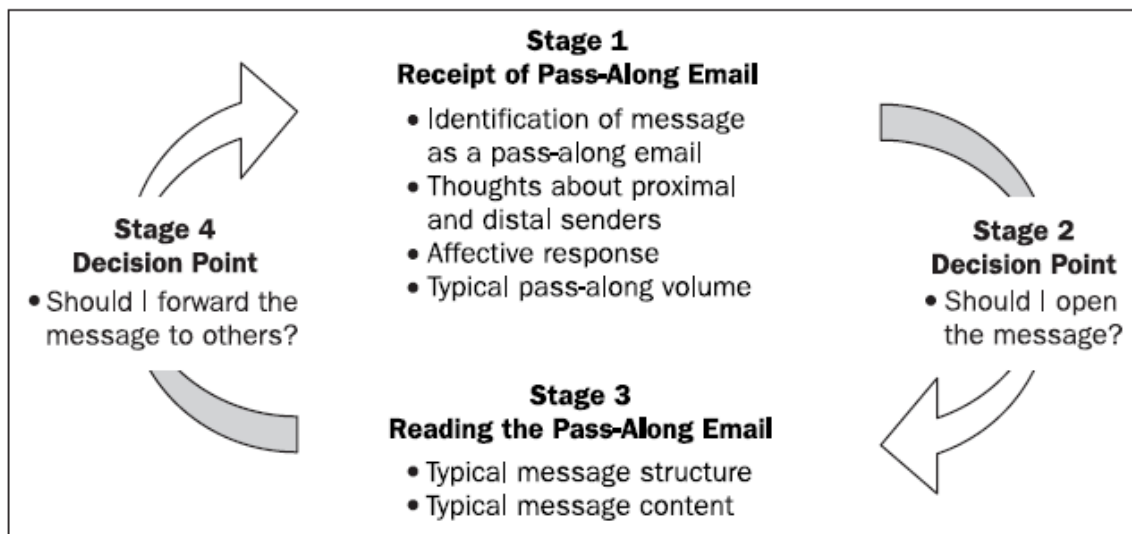 Stage 1
Receipt of Pass-Along Email
• Identification of message
as a pass-along email
• Thoughts about proximal
and distal senders
• Affective response
• Typical pass-along volume
Stage 2
Decision Point
• Should I open
the message?
Stage 3
Reading the Pass-Along Email
• Typical message structure
• Typical message content
Stage 4
Decision Point
• Should I forward the
message to others?